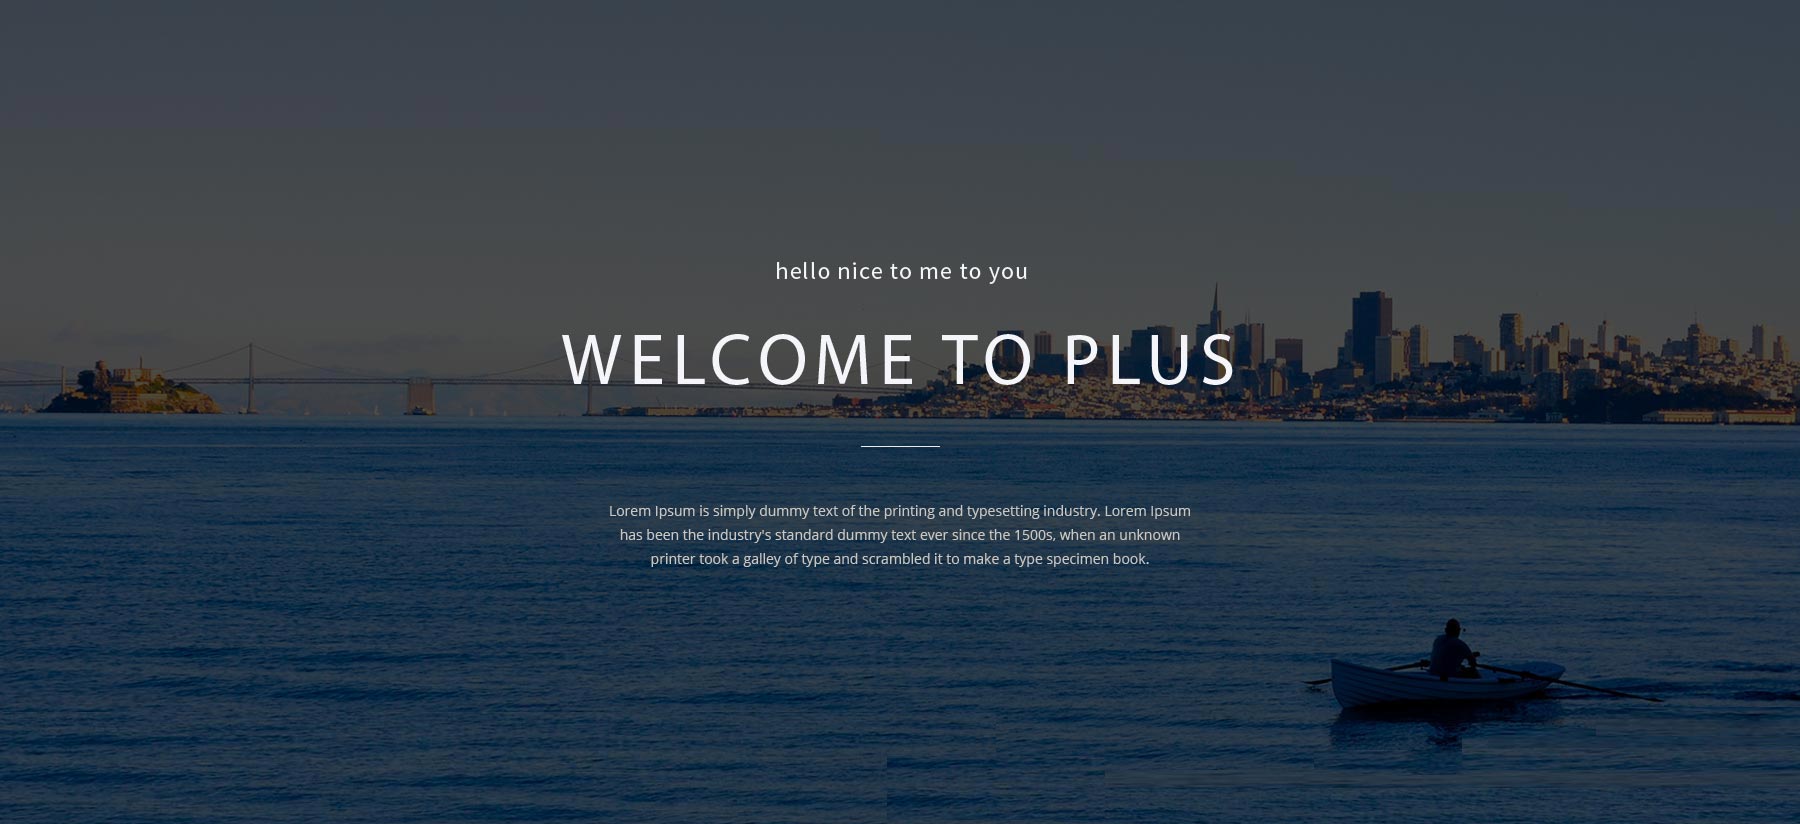 hello nice to me to you
WELCOME TO PLUS
Lorem Ipsum is simply dummy text of the printing and typesetting industry. Lorem Ipsum
has been the industry's standard dummy text ever since the 1500s, when an unknown
printer took a galley of type and scrambled it to make a type specimen book.